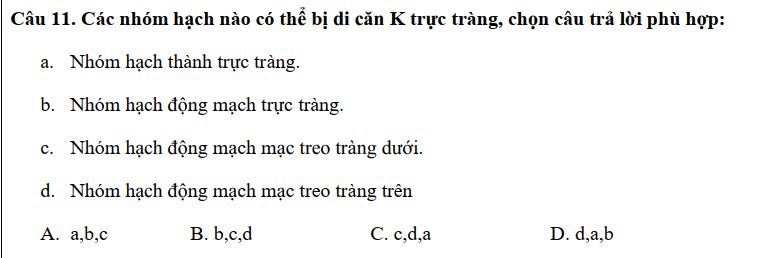 Câu 11. Các nhóm hạch nào có thể bị di căn K trực tràng, chọn câu trả lời phù hợp:
a. Nhóm hạch thành trực tràng.
b. Nhóm hạch động mạch trực tràng.
c. Nhóm hạch động mạch mạc treo tràng dưới.
d. Nhóm hạch động mạch mạc treo tràng trên
A. a,b,c B. b,c,d C. c,d,a D. d,a,b